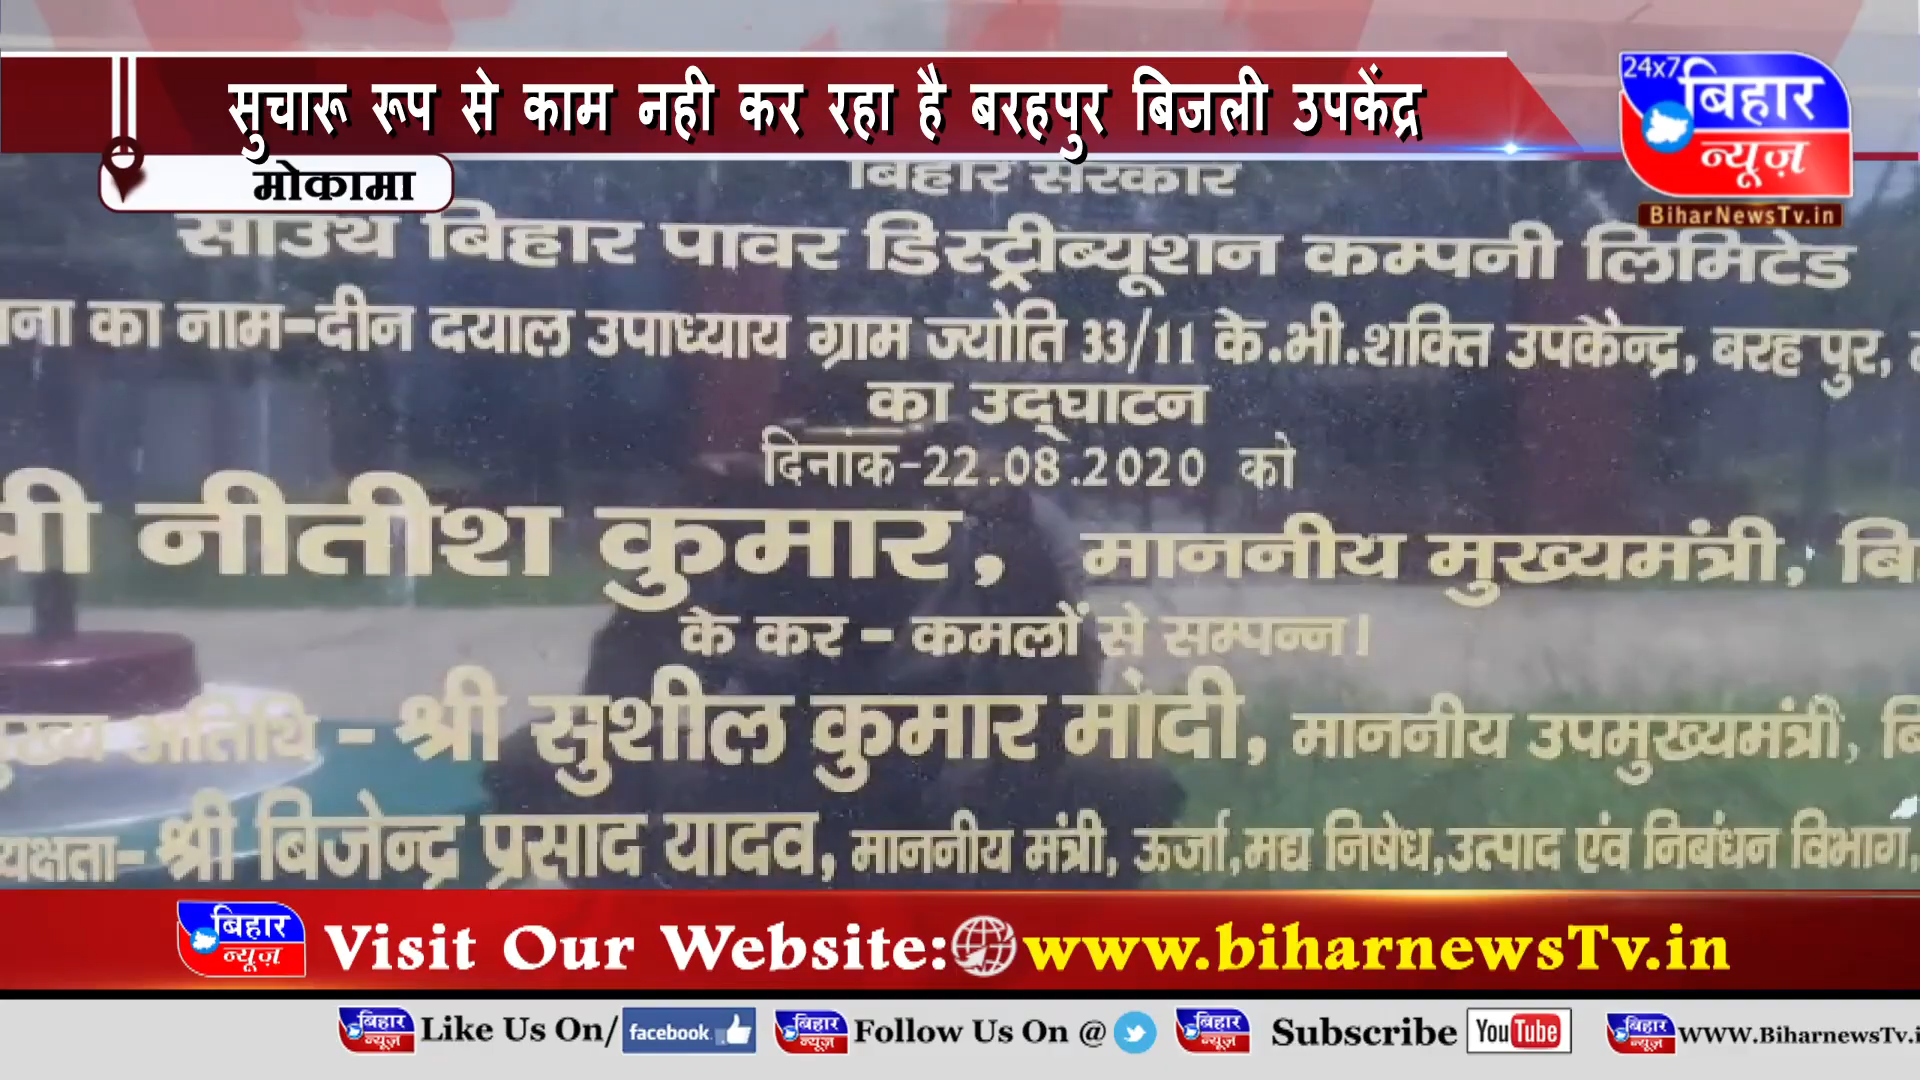 सुचारू रूप से काम नही कर रहा है बरहपुर बिजली उपकेंद्र
24x7
बिहार
न्यूज़
BiharNewsTv.in
मोकामा
बिहार सरकार
साउथ बिहार पावर डिस्ट्रीब्यूशन कम्पनी लिमिटेड
का नाम-दीन दयाल उपाध्याय ग्राम ज्योति 33/11 के.भी.शक्ति उपकेन्द्र, बरहपुर,
का उद्घाटन
दिनांक-22.08.2020 को
नीतीश कुमार, माननीय मुख्यमंत्री,
के कर - कमलों से सम्पन्न।
अतिथि - श्री सुशील कुमार मोदी, माननीय उपमुख्यमंत्री,
श्री बिजेन्द्र प्रसाद यादव, माननीय मंत्री, ऊर्जा,मद्य निषेध,उत्पाद एंव निबंधन विभाग,
बिहार न्यूज़ Visit Our Website: www.biharnewsTv.in
बिहार न्यूज़ Like Us On/ facebook बिहार न्यूज़ Follow Us On @ बिहार न्यूज़ Subscribe YouTube बिहार न्यूज़ www.BiharnewsTv.i